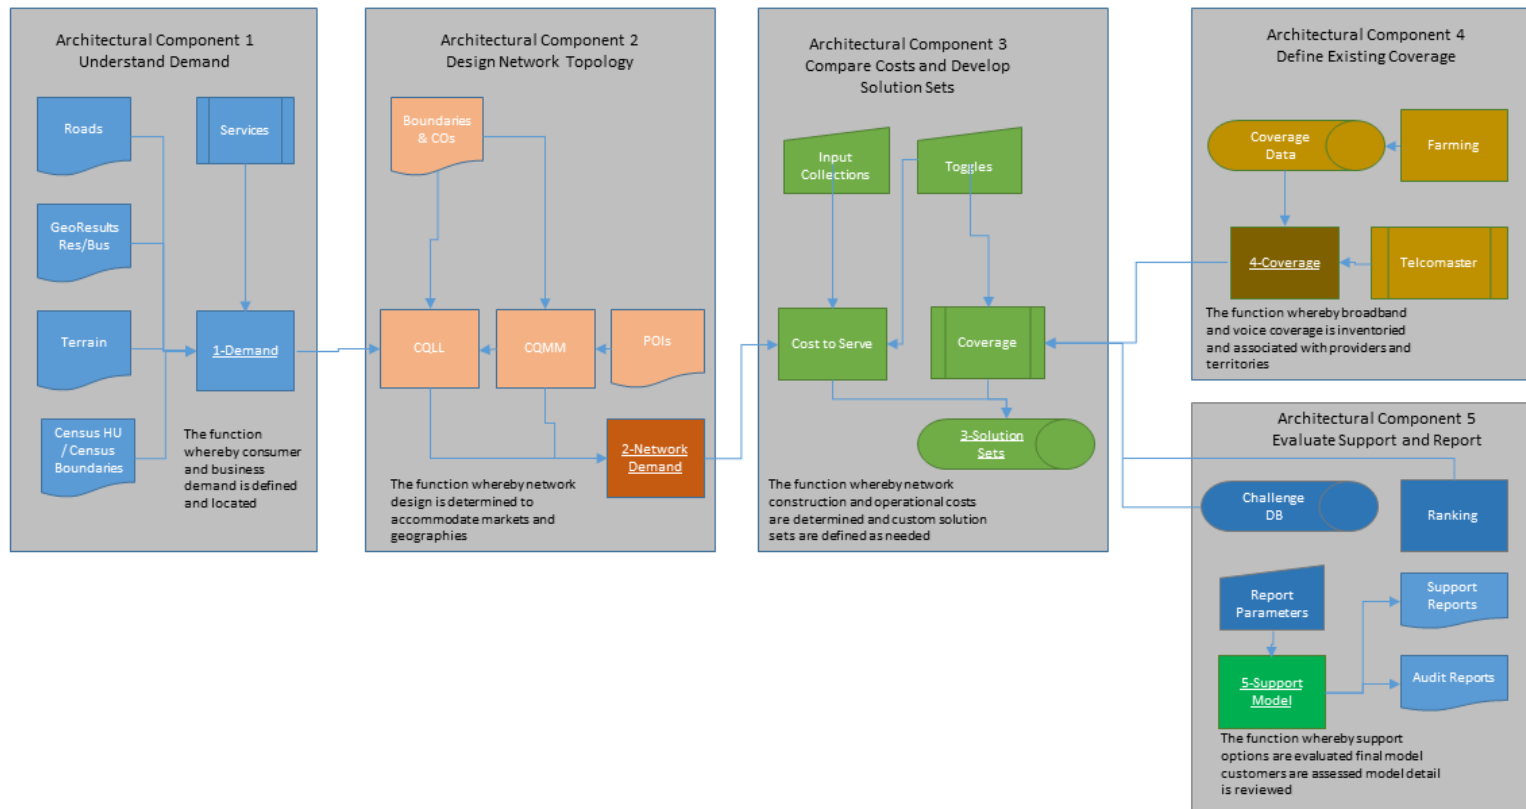 Architectural Component 1
Understand Demand
Roads
Services
GeoResults
Res/Bus
Terrain
1-Demand
Census HU
/ Census
Boundaries
The function
whereby consumer
and business
demand is defined
and located
Architectural Component 2
Design Network Topology
Boundaries
& COs
CQLL
CQMM
POIs
2-Network
Demand
The function whereby network
design is determined to
accommodate markets and
geographies
Architectural Component 3
Compare Costs and Develop
Solution Sets
Input
Collections
Toggles
Cost to Serve
Coverage
3-Solution
Sets
The function whereby network
construction and operational costs
are determined and custom solution
sets are defined as needed
Architectural Component 4
Define Existing Coverage
Coverage
Data
Farming
4-Coverage
Telcomaster
The function whereby broadband
and voice coverage is inventoried
and associated with providers and
territories
Architectural Component 5
Evaluate Support and Report
Challenge
DB
Ranking
Report
Parameters
Support
Reports
5-Support
Model
Audit Reports
The function whereby support
options are evaluated final model
customers are assessed model detail
is reviewed